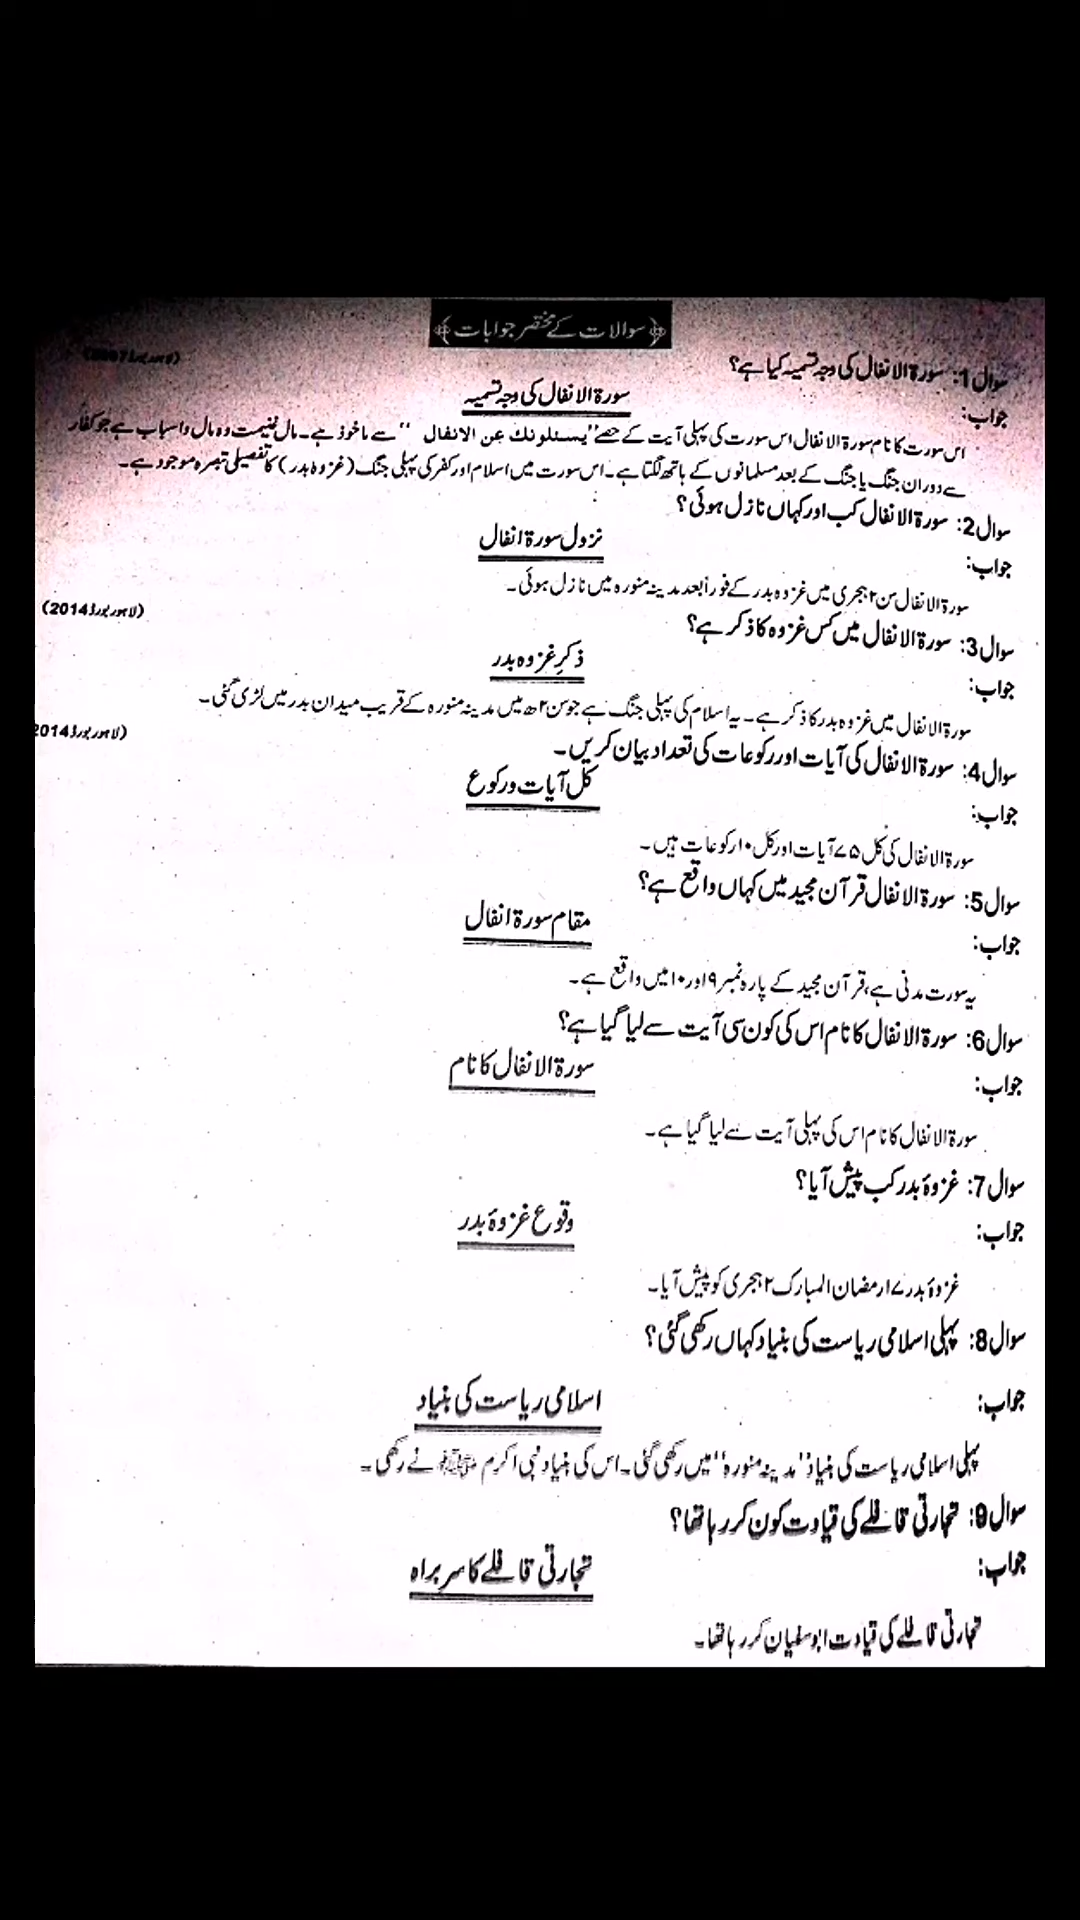 ﴿سوالات کے مختصر جوابات﴾
سوال 1: سورۃ الانفال کی وجہ تسمیہ کیا ہے؟ (لاہور بورڈ 2007)
جواب:
سورۃ الانفال کی وجہ تسمیہ
اس سورت کا نام سورۃ الانفال اس سورت کی پہلی آیت کے حصے "یسئلونك عن الانفال" سے ماخوذ ہے۔ مال غنیمت وہ مال و اسباب ہے جو کفار
سے دوران جنگ یا جنگ کے بعد مسلمانوں کے ہاتھ لگتا ہے۔ اس سورت میں اسلام اور کفر کی پہلی جنگ (غزوہ بدر) کا تفصیلی تبصرہ موجود ہے۔
سوال 2: سورۃ الانفال کب اور کہاں نازل ہوئی؟
جواب:
نزول سورۃ انفال
سورۃ الانفال سن ۲ ہجری میں غزوہ بدر کے فوراً بعد مدینہ منورہ میں نازل ہوئی۔
سوال 3: سورۃ الانفال میں کس غزوہ کا ذکر ہے؟ (لاہور بورڈ 2014)
جواب:
ذکرِ غزوہ بدر
سورۃ الانفال میں غزوہ بدر کا ذکر ہے۔ یہ اسلام کی پہلی جنگ ہے جو سن ۲ھ میں مدینہ منورہ کے قریب میدان بدر میں لڑی گئی۔
سوال 4: سورۃ الانفال کی آیات اور رکوعات کی تعداد بیان کریں۔ (لاہور بورڈ 2014
جواب:
کل آیات و رکوع
سورۃ الانفال کی کل ۷۵ آیات اور کل ۱۰ رکوعات ہیں۔
سوال 5: سورۃ الانفال قرآن مجید میں کہاں واقع ہے؟
جواب:
مقام سورۃ انفال
یہ سورت مدنی ہے، قرآن مجید کے پارہ نمبر ۹ اور ۱۰ میں واقع ہے۔
سوال 6: سورۃ الانفال کا نام اس کی کون سی آیت سے لیا گیا ہے؟
جواب:
سورۃ الانفال کا نام
سورۃ الانفال کا نام اس کی پہلی آیت سے لیا گیا ہے۔
سوال 7: غزوۂ بدر کب پیش آیا؟
جواب:
وقوع غزوۂ بدر
غزوۂ بدر ۱۷ رمضان المبارک ۲ ہجری کو پیش آیا۔
سوال 8: پہلی اسلامی ریاست کی بنیاد کہاں رکھی گئی؟
جواب:
اسلامی ریاست کی بنیاد
پہلی اسلامی ریاست کی بنیاد "مدینہ منورہ" میں رکھی گئی۔ اس کی بنیاد نبی اکرم ﷺ نے رکھی۔
سوال 9: تجارتی قافلے کی قیادت کون کر رہا تھا؟
جواب:
تجارتی قافلے کا سربراہ
تجارتی قافلے کی قیادت ابوسفیان کر رہا تھا۔